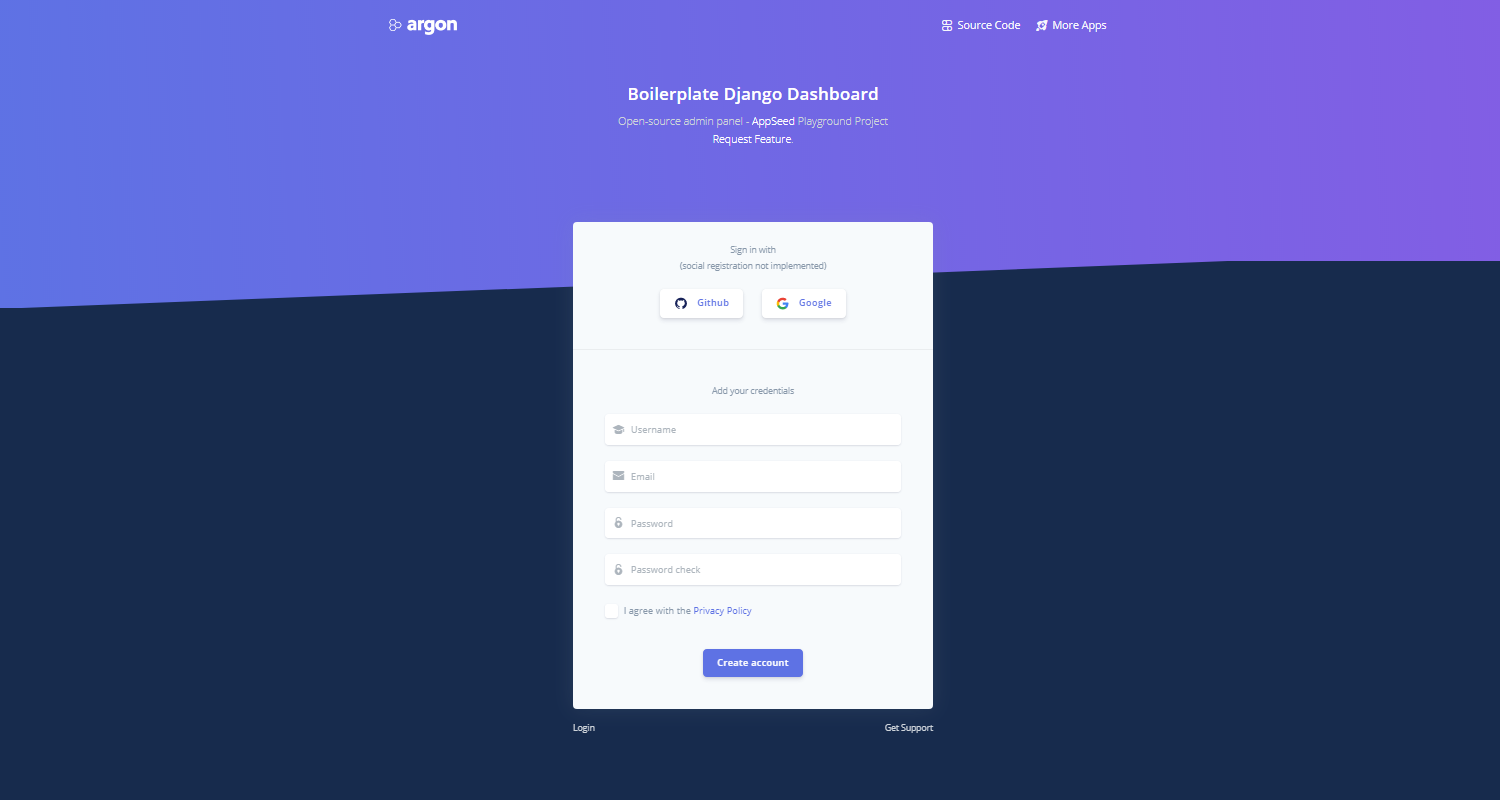 argon
Source Code
More Apps
Boilerplate Django Dashboard
Open-source admin panel - AppSeed Playground Project
Request Feature.
Sign in with
(social registration not implemented)
Github
Google
Add your credentials
Username
Email
Password
Password check
I agree with the Privacy Policy
Create account
Login
Get Support